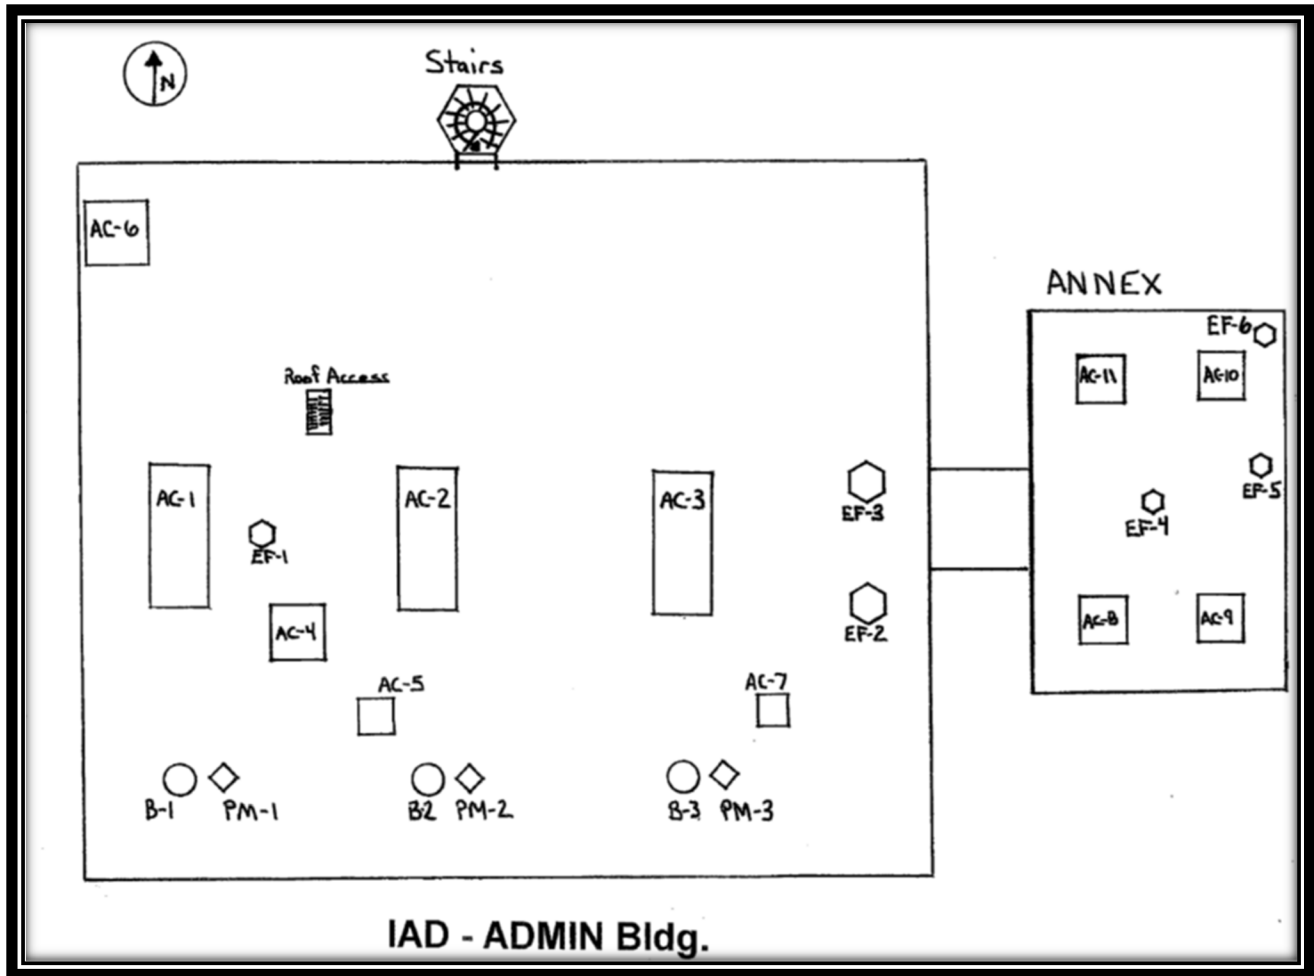 N
Stairs
AC-6
ANNEX
EF-6
AC-11
AC-10
Roof Access
AC-1
AC-2
AC-3
EF-3
EF-5
EF-4
EF-1
AC-4
EF-2
AC-8
AC-9
AC-5
AC-7
B-1 PM-1
B-2 PM-2
B-3 PM-3
IAD - ADMIN Bldg.